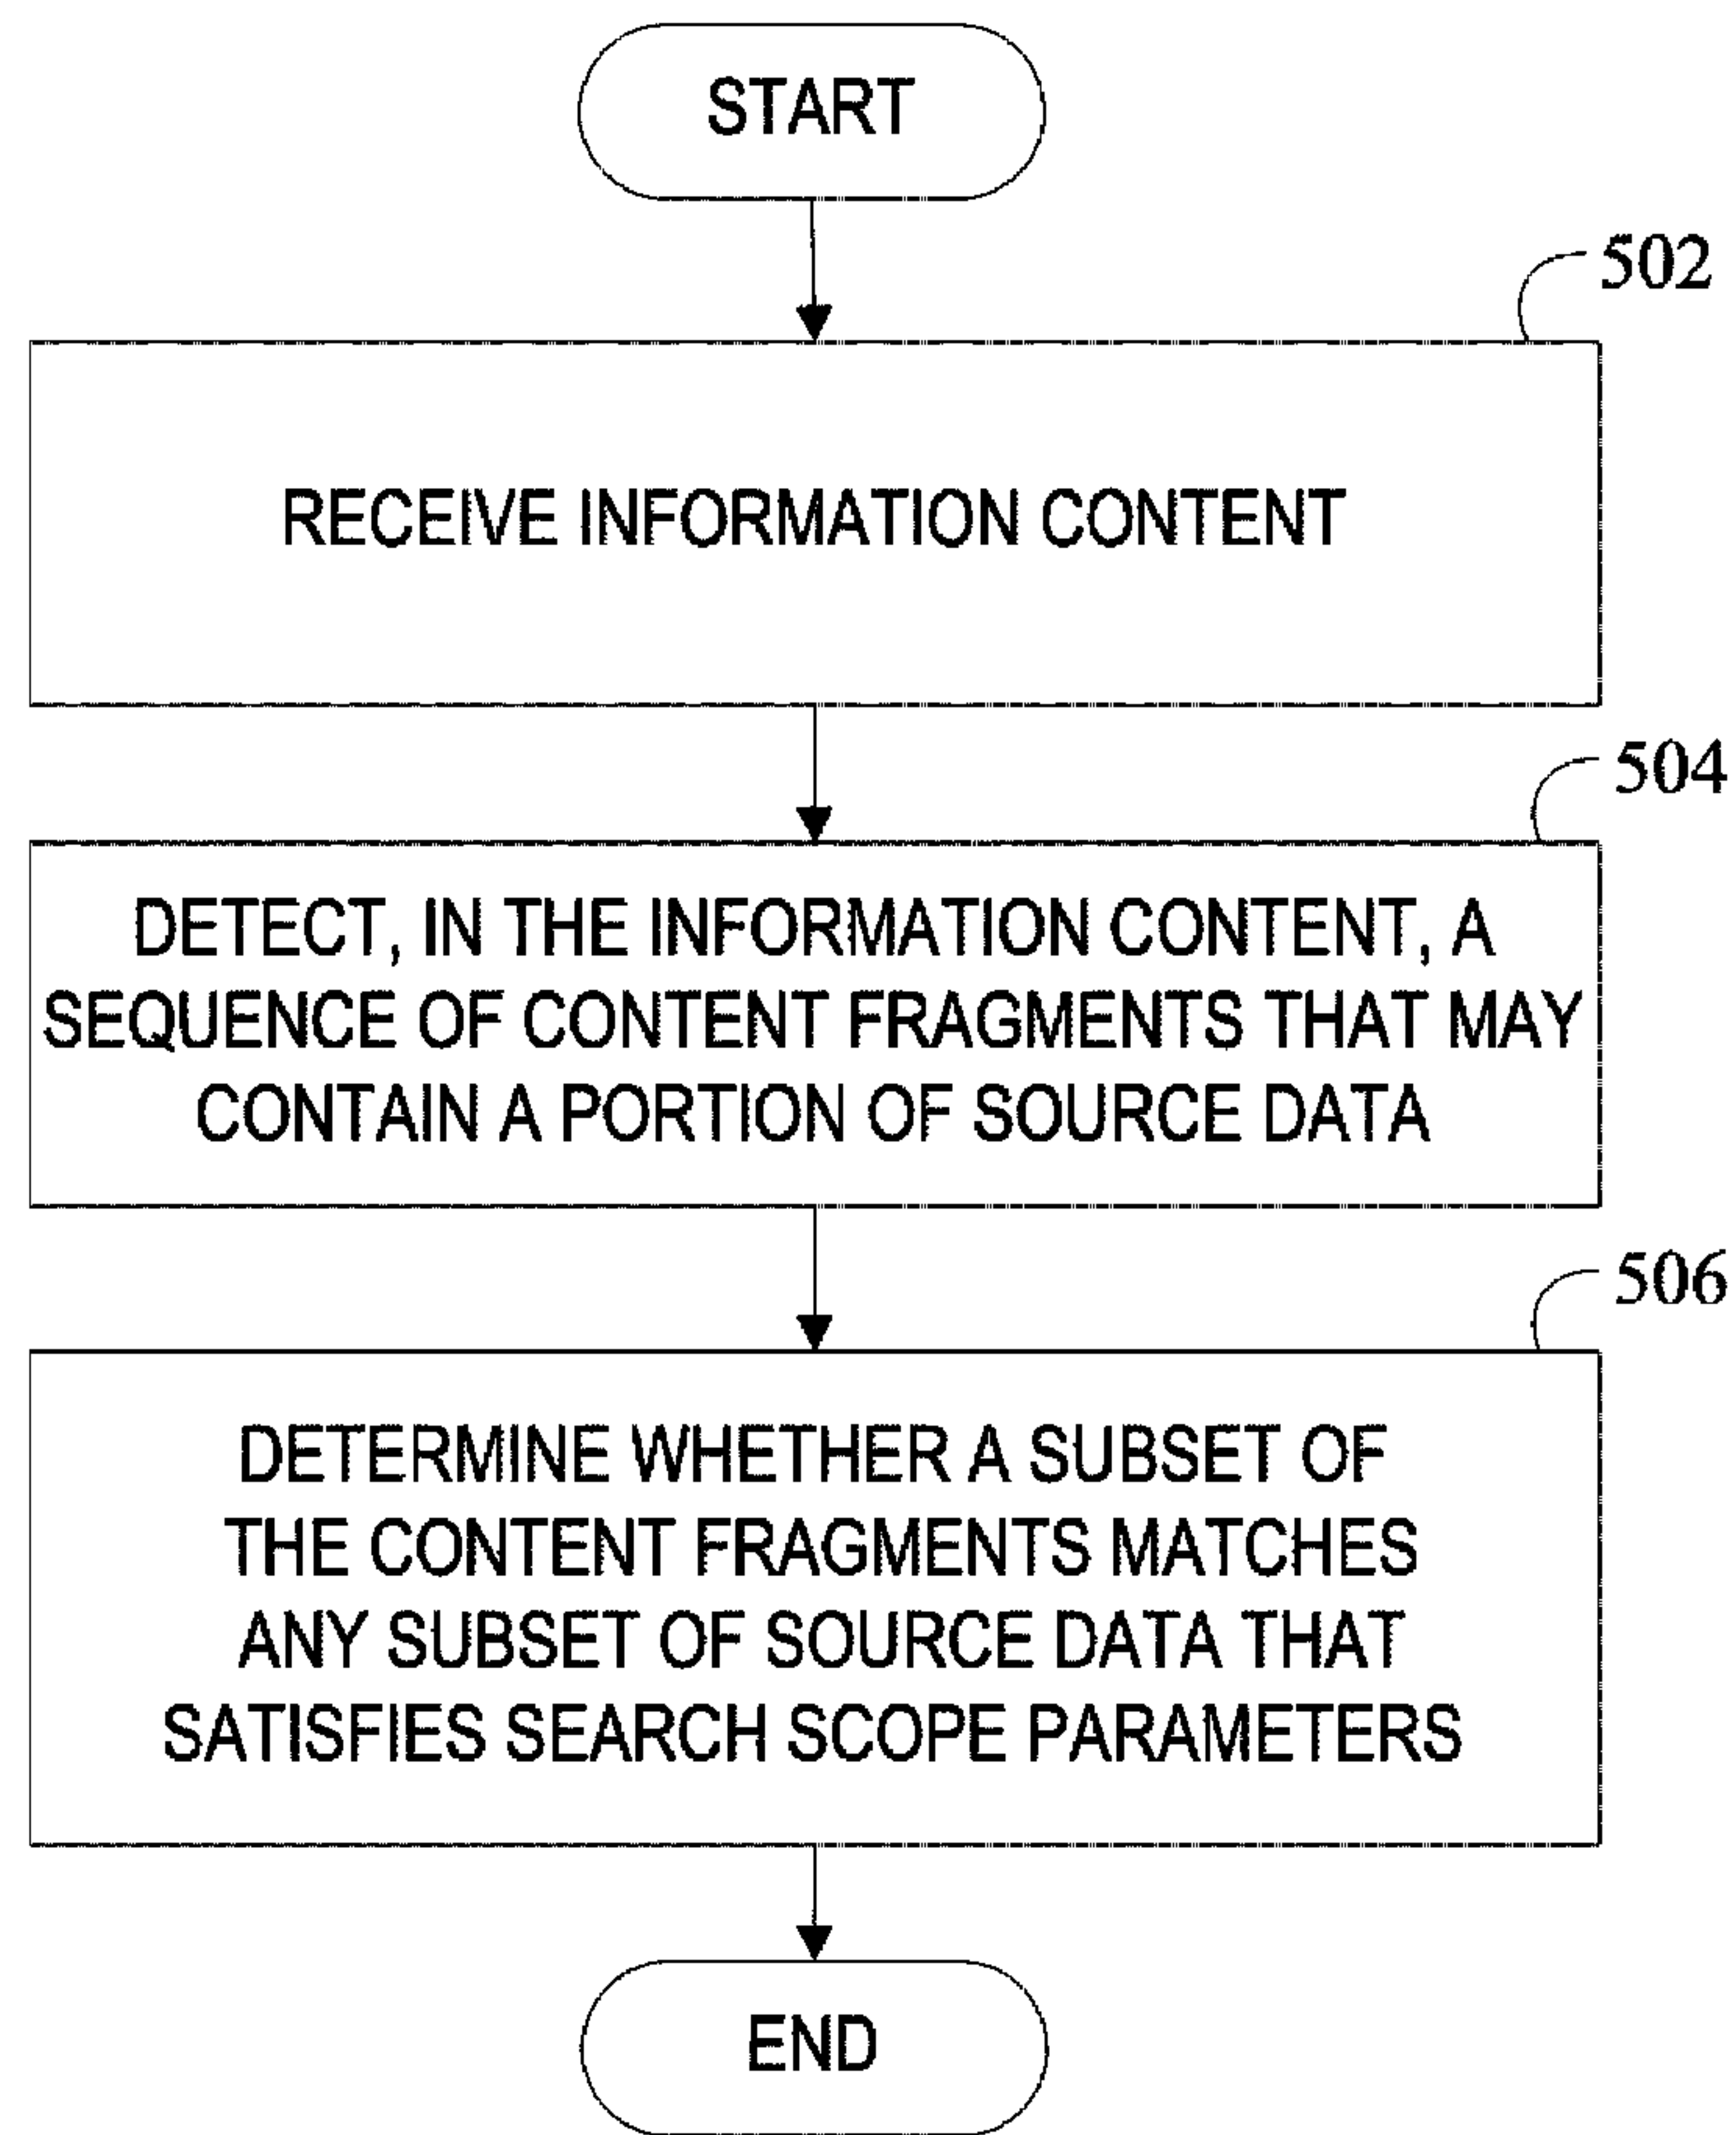 START
502
RECEIVE INFORMATION CONTENT
504
DETECT, IN THE INFORMATION CONTENT, A
SEQUENCE OF CONTENT FRAGMENTS THAT MAY
CONTAIN A PORTION OF SOURCE DATA
506
DETERMINE WHETHER A SUBSET OF
THE CONTENT FRAGMENTS MATCHES
ANY SUBSET OF SOURCE DATA THAT
SATISFIES SEARCH SCOPE PARAMETERS
END